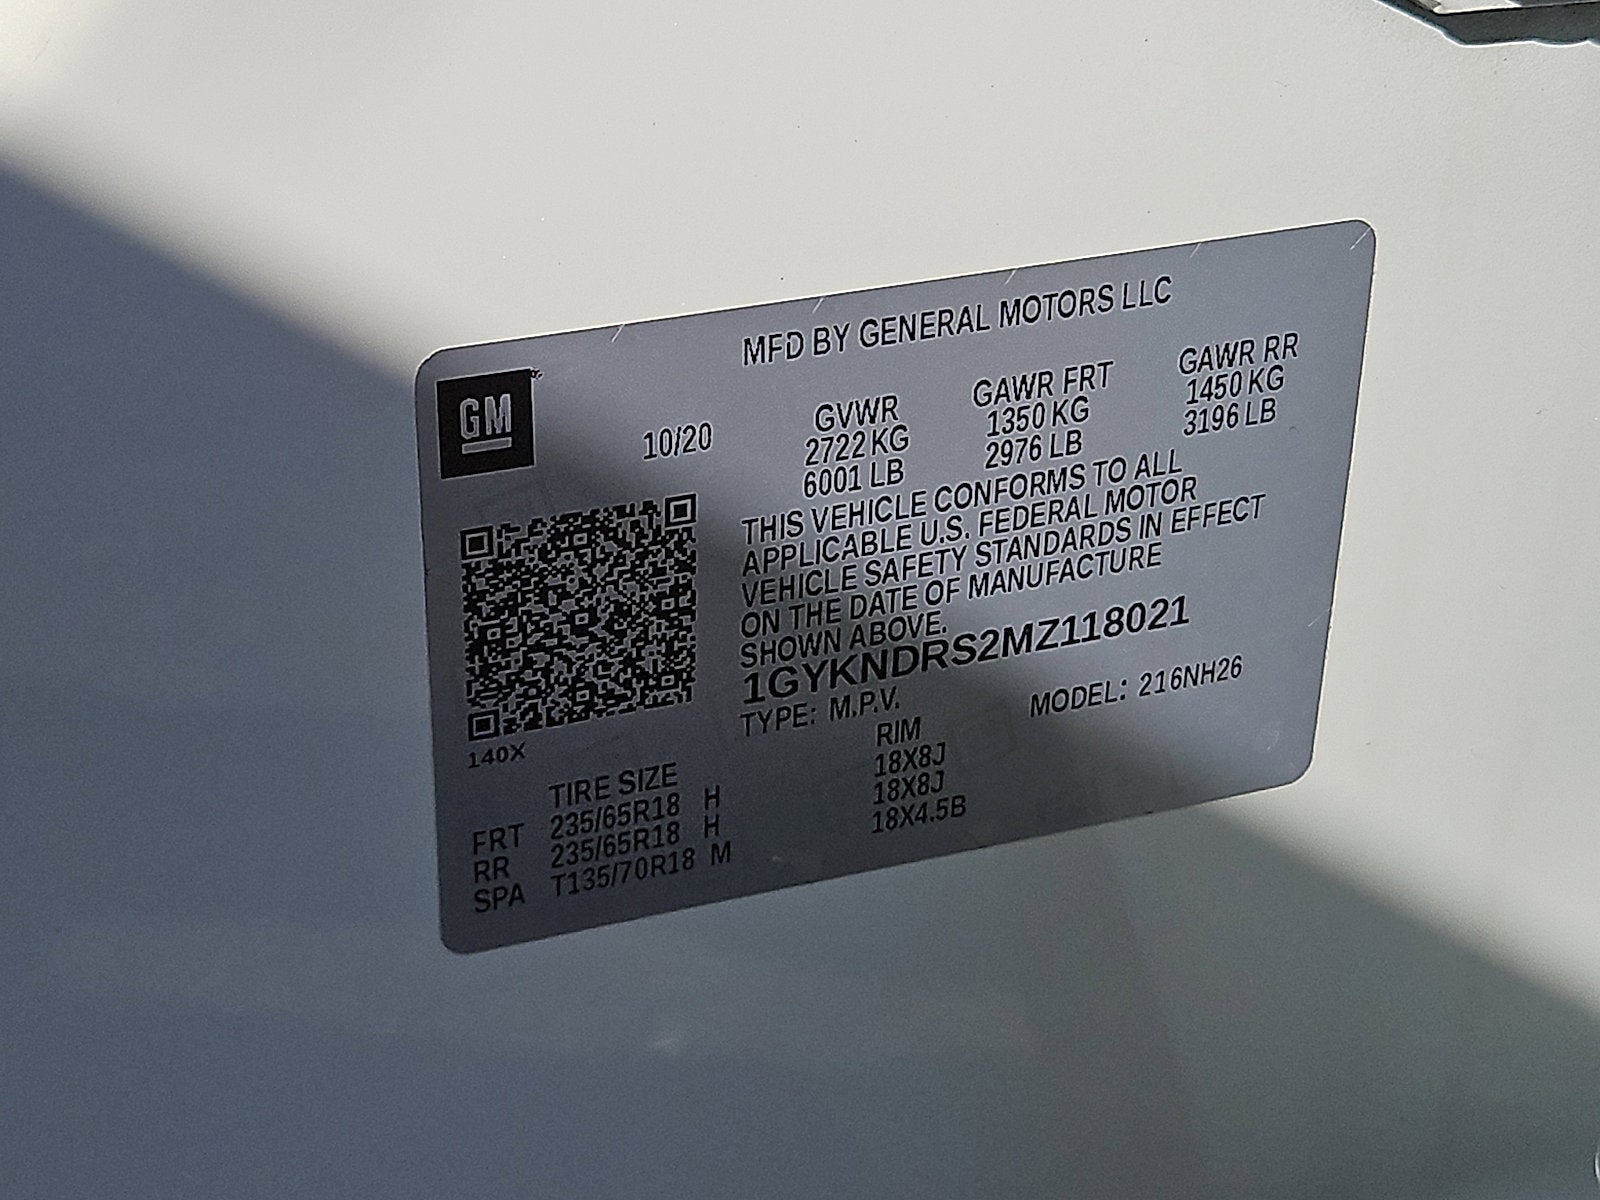 MFD BY GENERAL MOTORS LLC
GM
10/20
GVWR
2722 KG
6001 LB
GAWR FRT
1350 KG
2976 LB
GAWR RR
1450 KG
3196 LB
THIS VEHICLE CONFORMS TO ALL
APPLICABLE U.S. FEDERAL MOTOR
VEHICLE SAFETY STANDARDS IN EFFECT
ON THE DATE OF MANUFACTURE
SHOWN ABOVE.
1GYKNDRS2MZ118021
TYPE: M.P.V. MODEL: 216NH26
140X
TIRE SIZE RIM
FRT 235/65R18 H 18X8J
RR 235/65R18 H 18X8J
SPA T135/70R18 M 18X4.5B